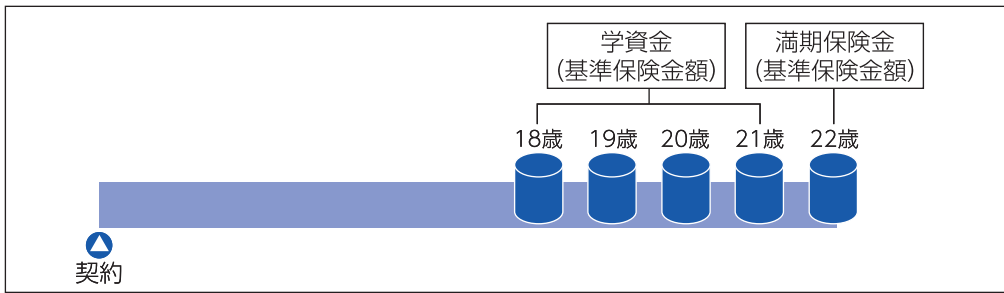 学資金
(基準保険金額)
満期保険金
(基準保険金額)
18歳 19歳 20歳 21歳 22歳
契約